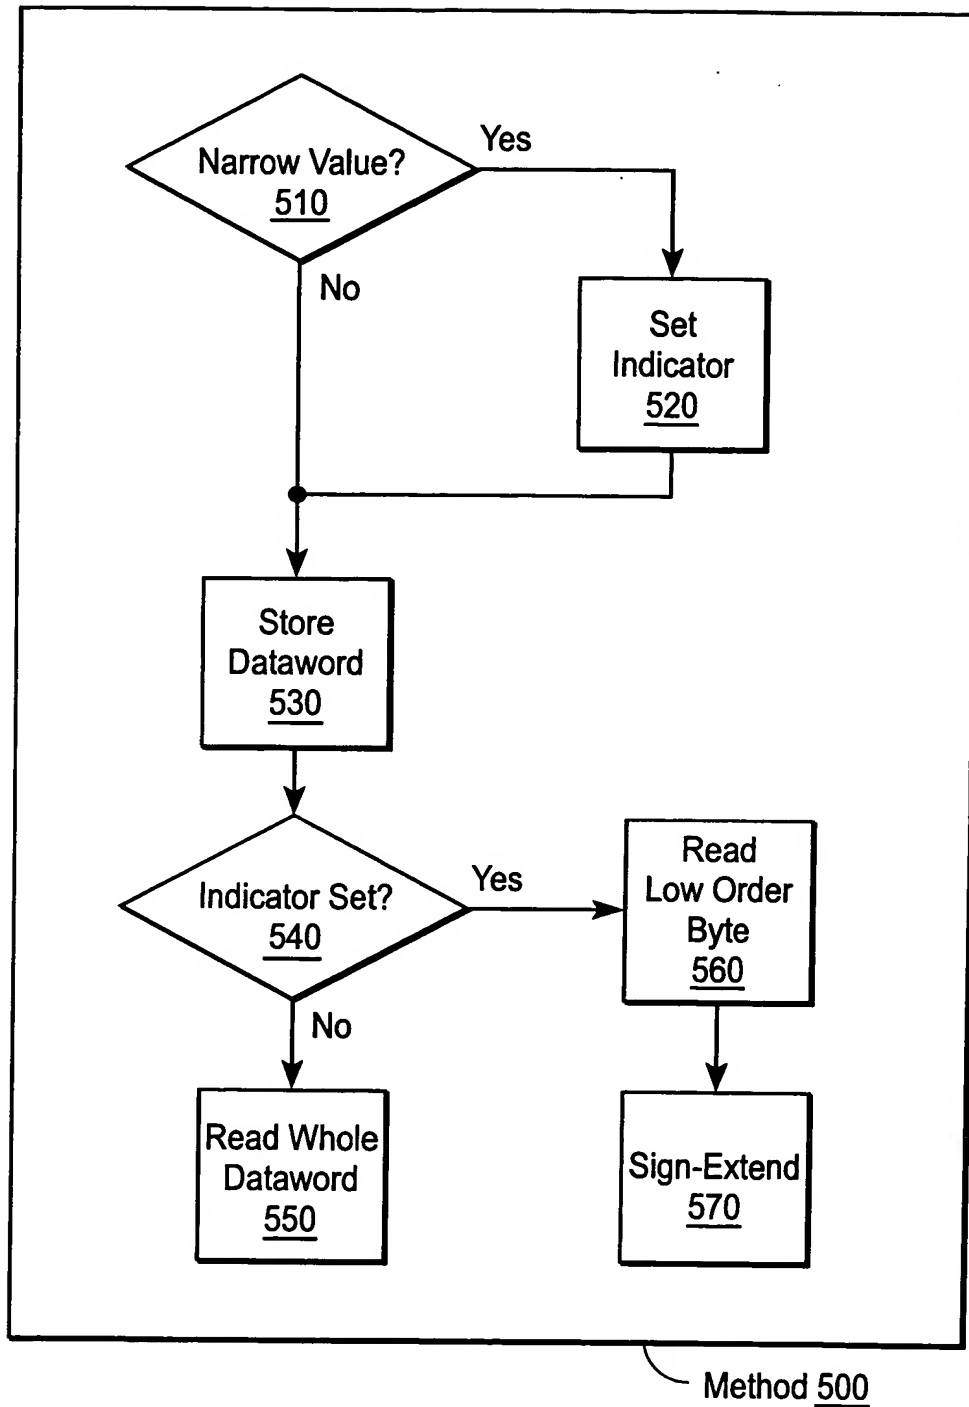 Yes
Narrow Value?
510
No
Set
Indicator
520
Store
Dataword
530
Indicator Set?
540
Yes
No
Read
Low Order
Byte
560
Read Whole
Dataword
550
Sign-Extend
570
Method 500